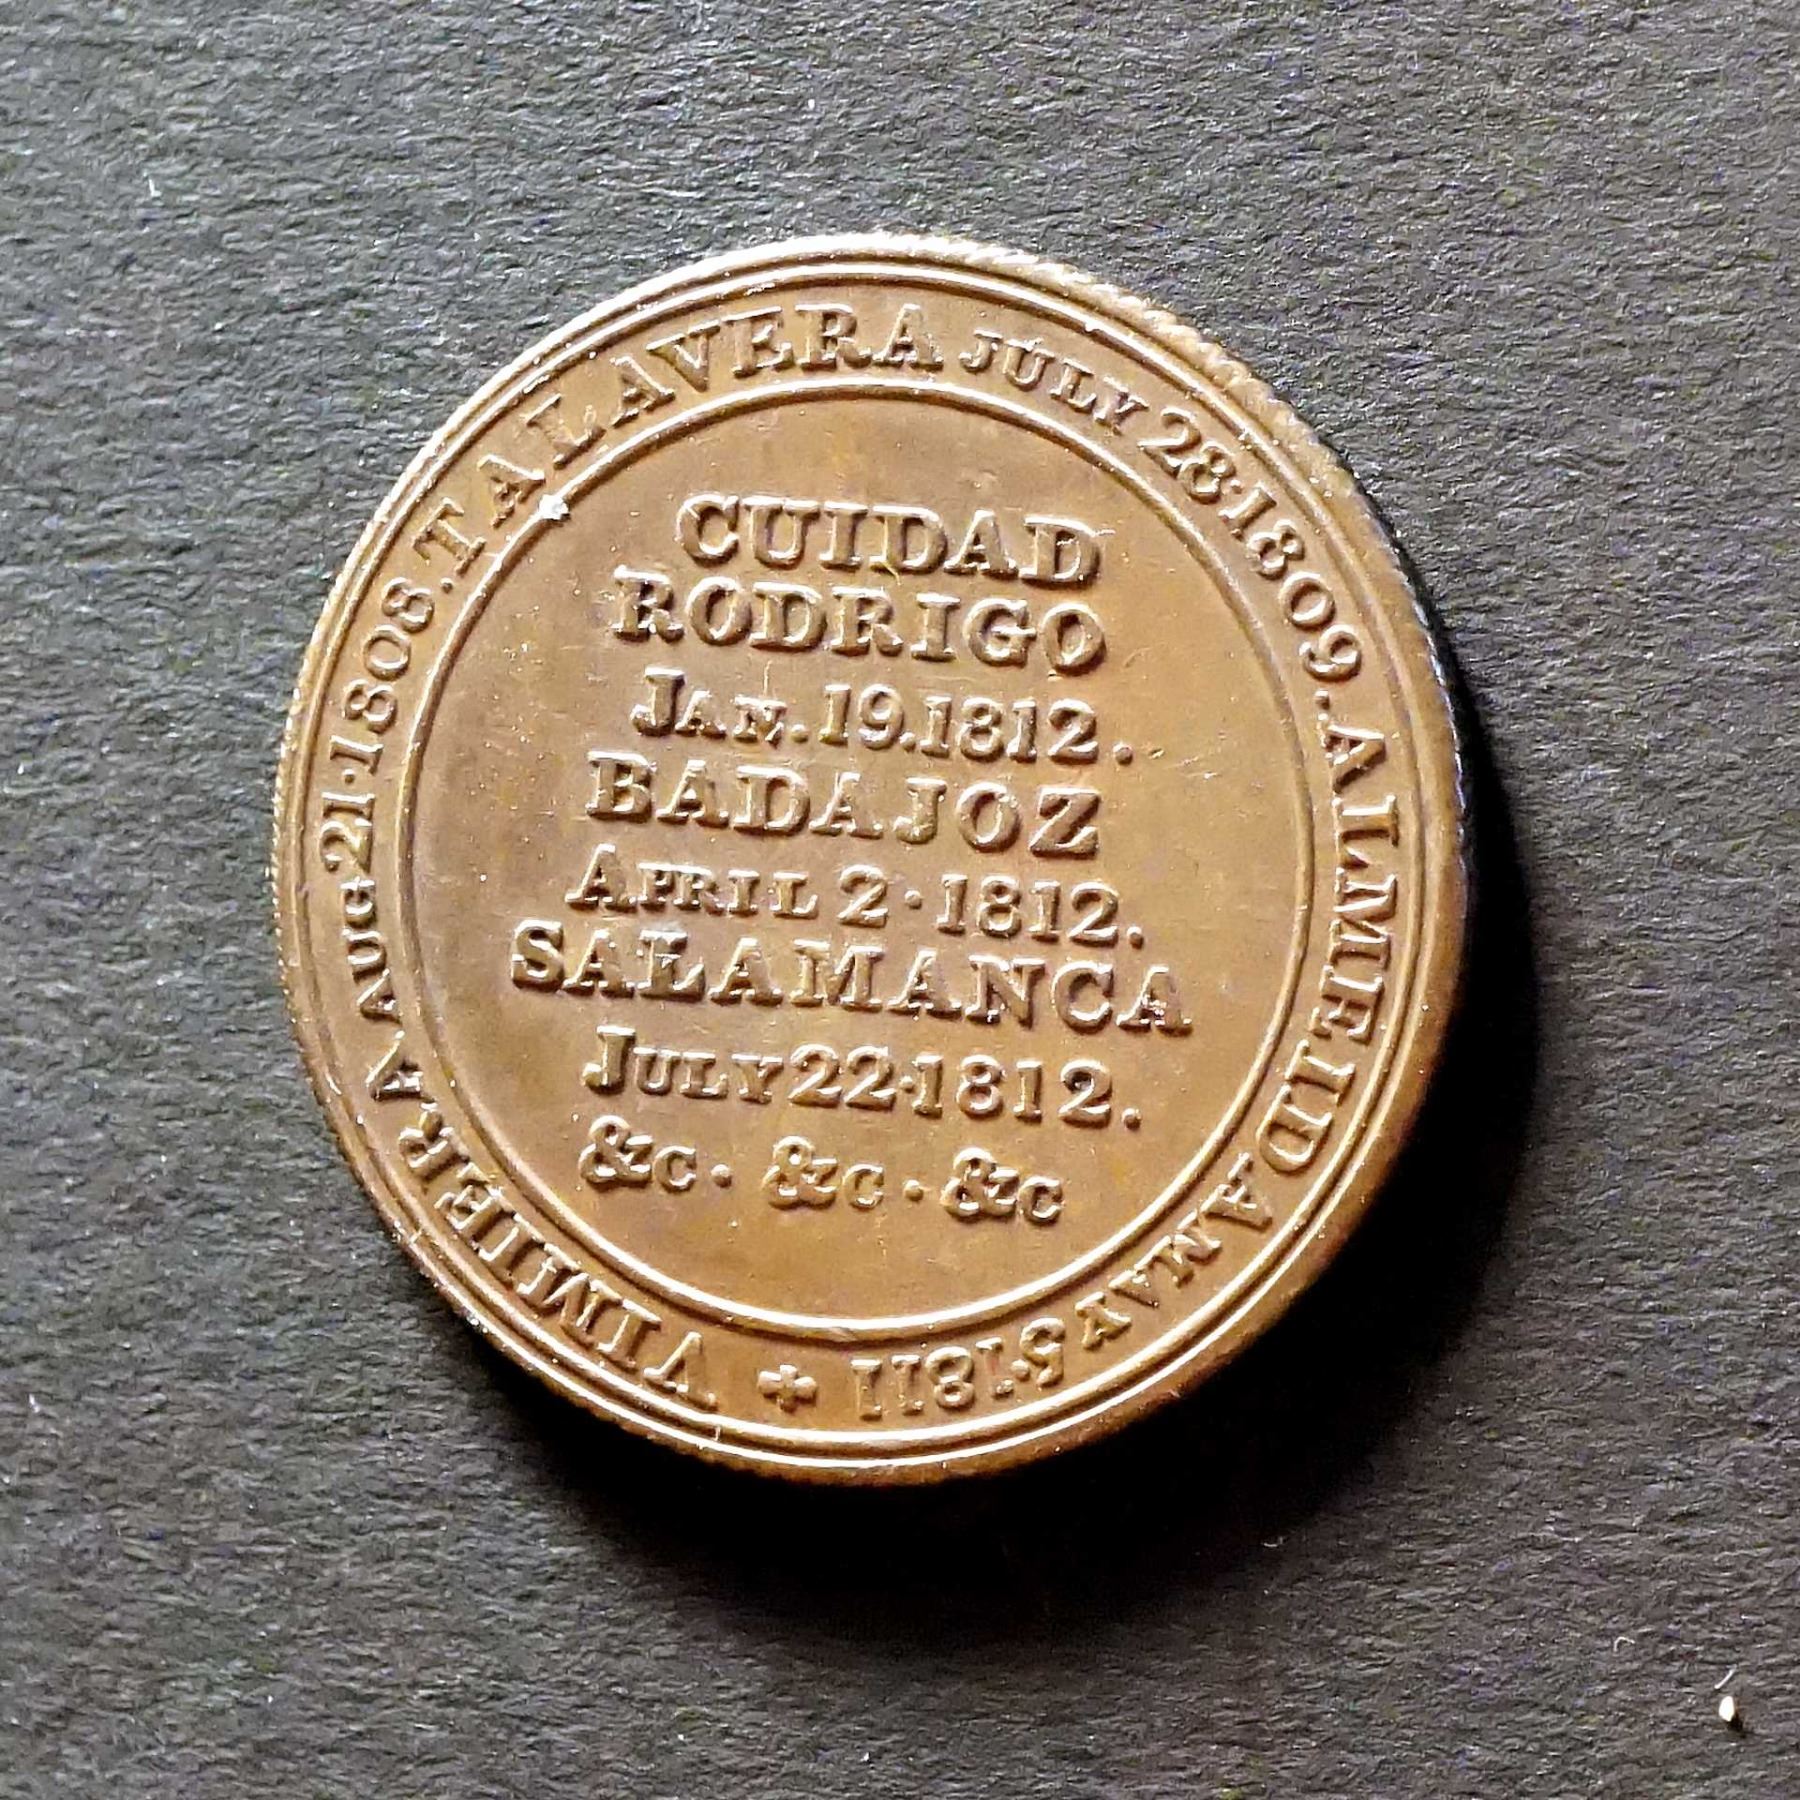 VIMIERA AUG 21·1808. TALAVERA JULY 28·1809. ALMEIDA MAY 5·1811
CUIDAD
RODRIGO
JAN. 19.1812.
BADAJOZ
APRIL 2·1812.
SALAMANCA
JULY 22·1812.
&c. &c. &c